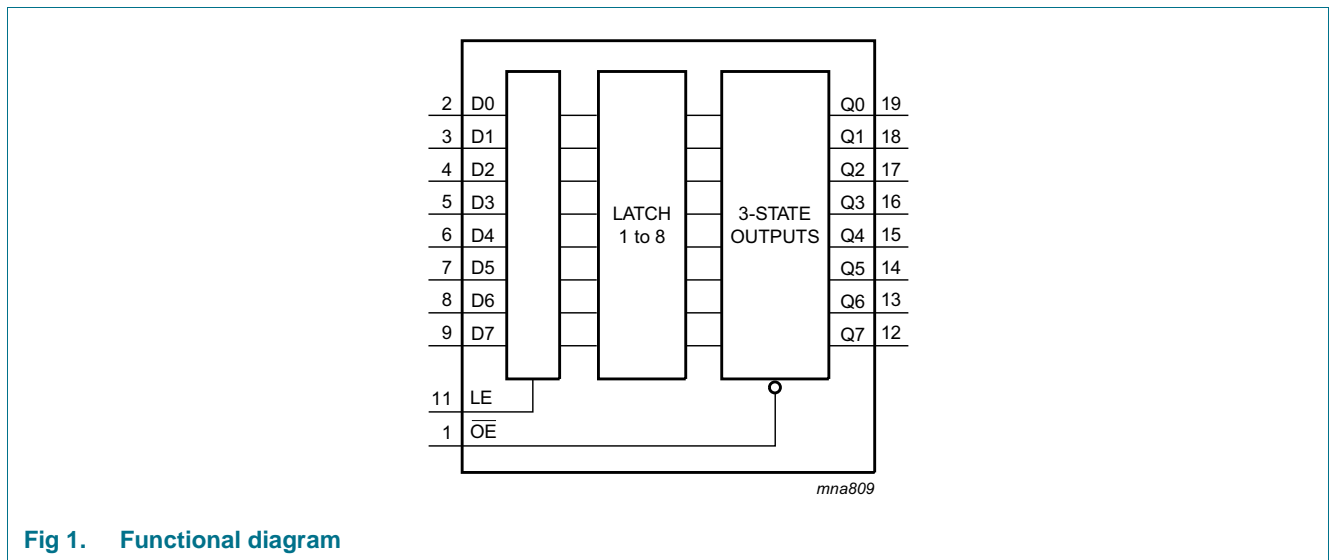 2 D0 Q0 19
3 D1 Q1 18
4 D2 Q2 17
5 D3 Q3 16
6 D4 LATCH 3-STATE Q4 15
1 to 8 OUTPUTS
7 D5 Q5 14
8 D6 Q6 13
9 D7 Q7 12
11 LE
1 O̅E̅
mna809
Fig 1. Functional diagram